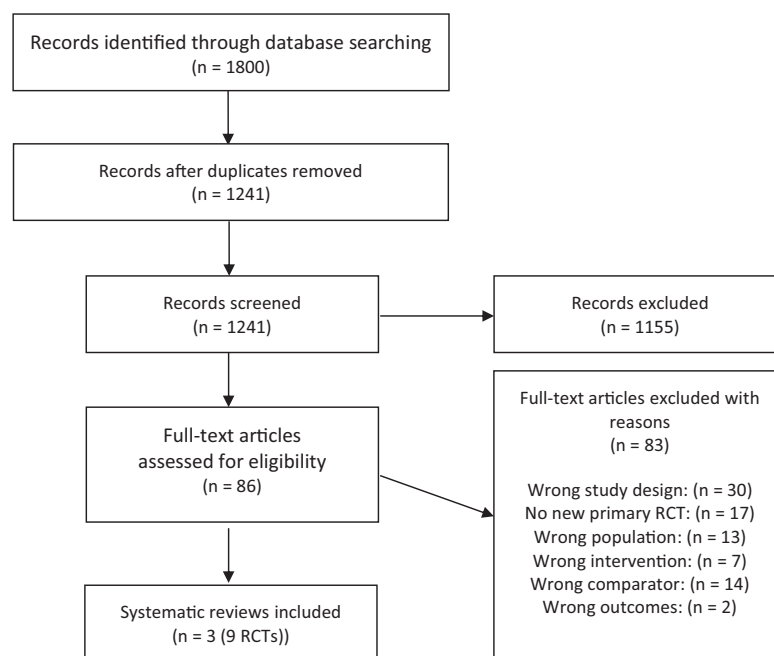 Records identified through database searching
(n = 1800)
Records after duplicates removed
(n = 1241)
Records screened
(n = 1241)
Records excluded
(n = 1155)
Full-text articles
assessed for eligibility
(n = 86)
Full-text articles excluded with
reasons
(n = 83)
Wrong study design: (n = 30)
No new primary RCT: (n = 17)
Wrong population: (n = 13)
Wrong intervention: (n = 7)
Wrong comparator: (n = 14)
Wrong outcomes: (n = 2)
Systematic reviews included
(n = 3 (9 RCTs))